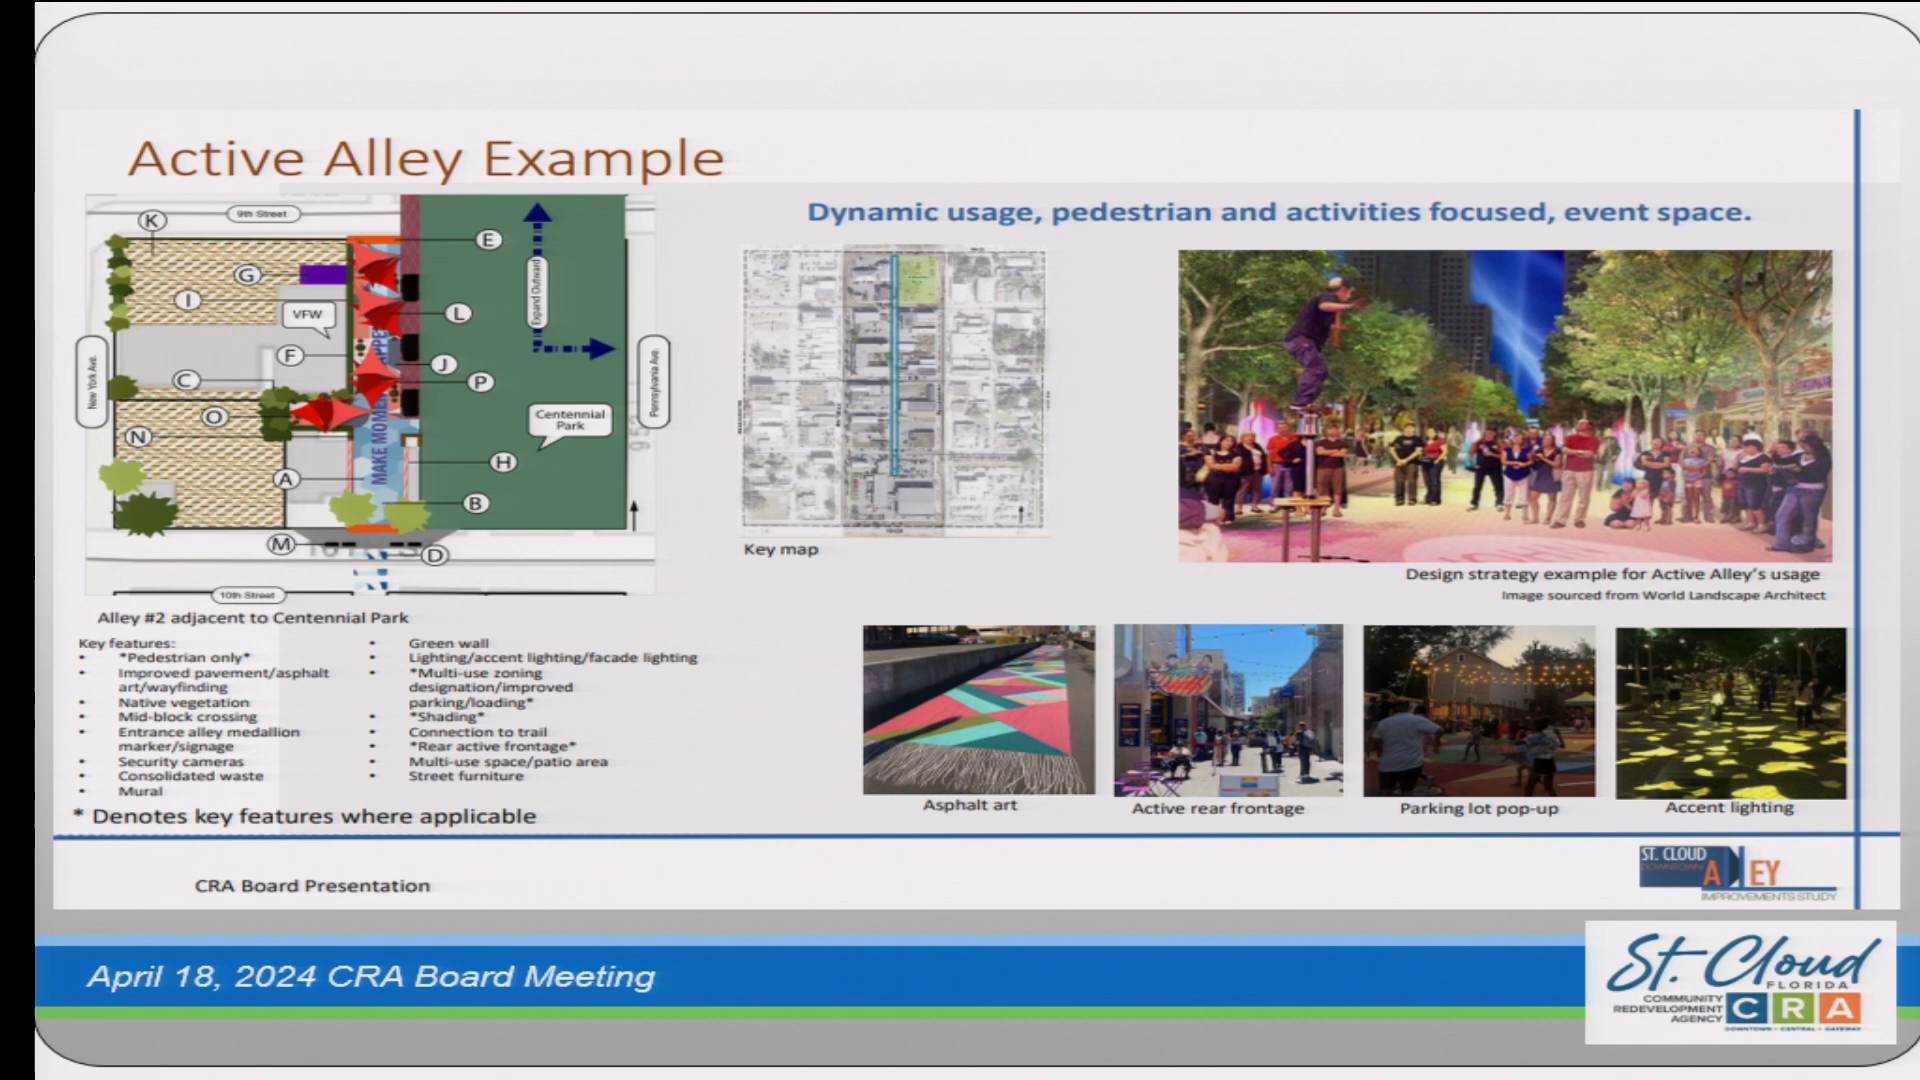 Active Alley Example
Dynamic usage, pedestrian and activities focused, event space.
9th Street
K
E
G
I
VFW
L
Expand Outward
New York Ave.
F
J
Pennsylvania Ave.
C
P
O
Centennial
Park
N
MAKE MOMEN
H
A
B
M
D
10th Street
Alley #2 adjacent to Centennial Park
Key map
Design strategy example for Active Alley's usage
Image sourced from World Landscape Architect
Key features:
• *Pedestrian only*
• Improved pavement/asphalt
art/wayfinding
• Native vegetation
• Mid-block crossing
• Entrance alley medallion
marker/signage
• Security cameras
• Consolidated waste
• Mural
• Green wall
• Lighting/accent lighting/facade lighting
• *Multi-use zoning
designation/improved
parking/loading*
• *Shading*
• Connection to trail
• *Rear active frontage*
• Multi-use space/patio area
• Street furniture
* Denotes key features where applicable
Asphalt art
Active rear frontage
Parking lot pop-up
Accent lighting
CRA Board Presentation
ST. CLOUD
DOWNTOWN
ALLEY
IMPROVEMENTS STUDY
April 18, 2024 CRA Board Meeting
St. Cloud
FLORIDA
COMMUNITY
REDEVELOPMENT
AGENCY
CRA
DOWNTOWN • CENTRAL • GATEWAY